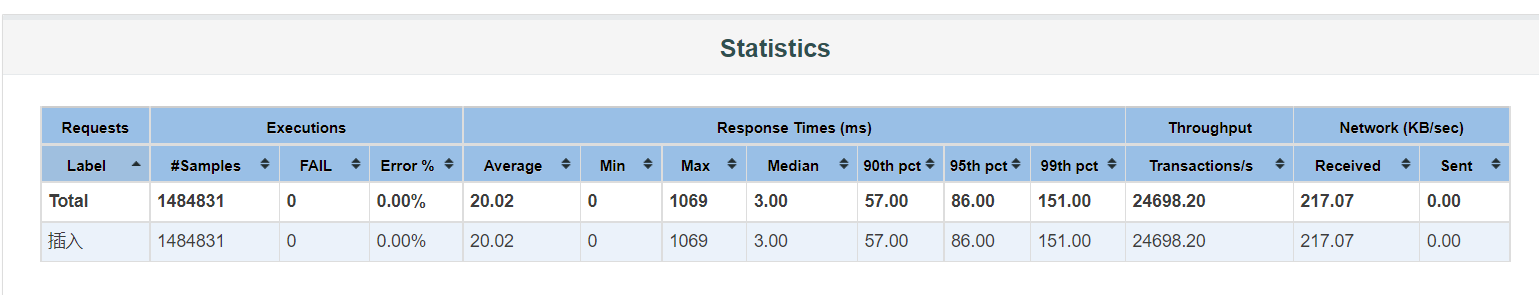 Statistics
Requests Executions Response Times (ms) Throughput Network (KB/sec)
Label #Samples FAIL Error % Average Min Max Median 90th pct 95th pct 99th pct Transactions/s Received Sent
Total 1484831 0 0.00% 20.02 0 1069 3.00 57.00 86.00 151.00 24698.20 217.07 0.00
插入 1484831 0 0.00% 20.02 0 1069 3.00 57.00 86.00 151.00 24698.20 217.07 0.00